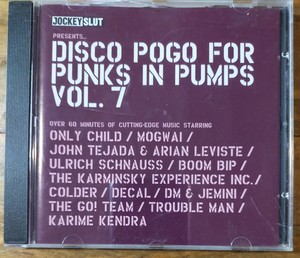 JOCKEYSLUT
PRESENTS...
DISCO POGO FOR
PUNKS IN PUMPS
VOL. 7
OVER 60 MINUTES OF CUTTING-EDGE MUSIC STARRING
ONLY CHILD / MOGWAI /
JOHN TEJADA & ARIAN LEVISTE /
ULRICH SCHNAUSS / BOOM BIP /
THE KARMINSKY EXPERIENCE INC./
COLDER / DECAL / DM & JEMINI /
THE GO! TEAM / TROUBLE MAN /
KARIME KENDRA